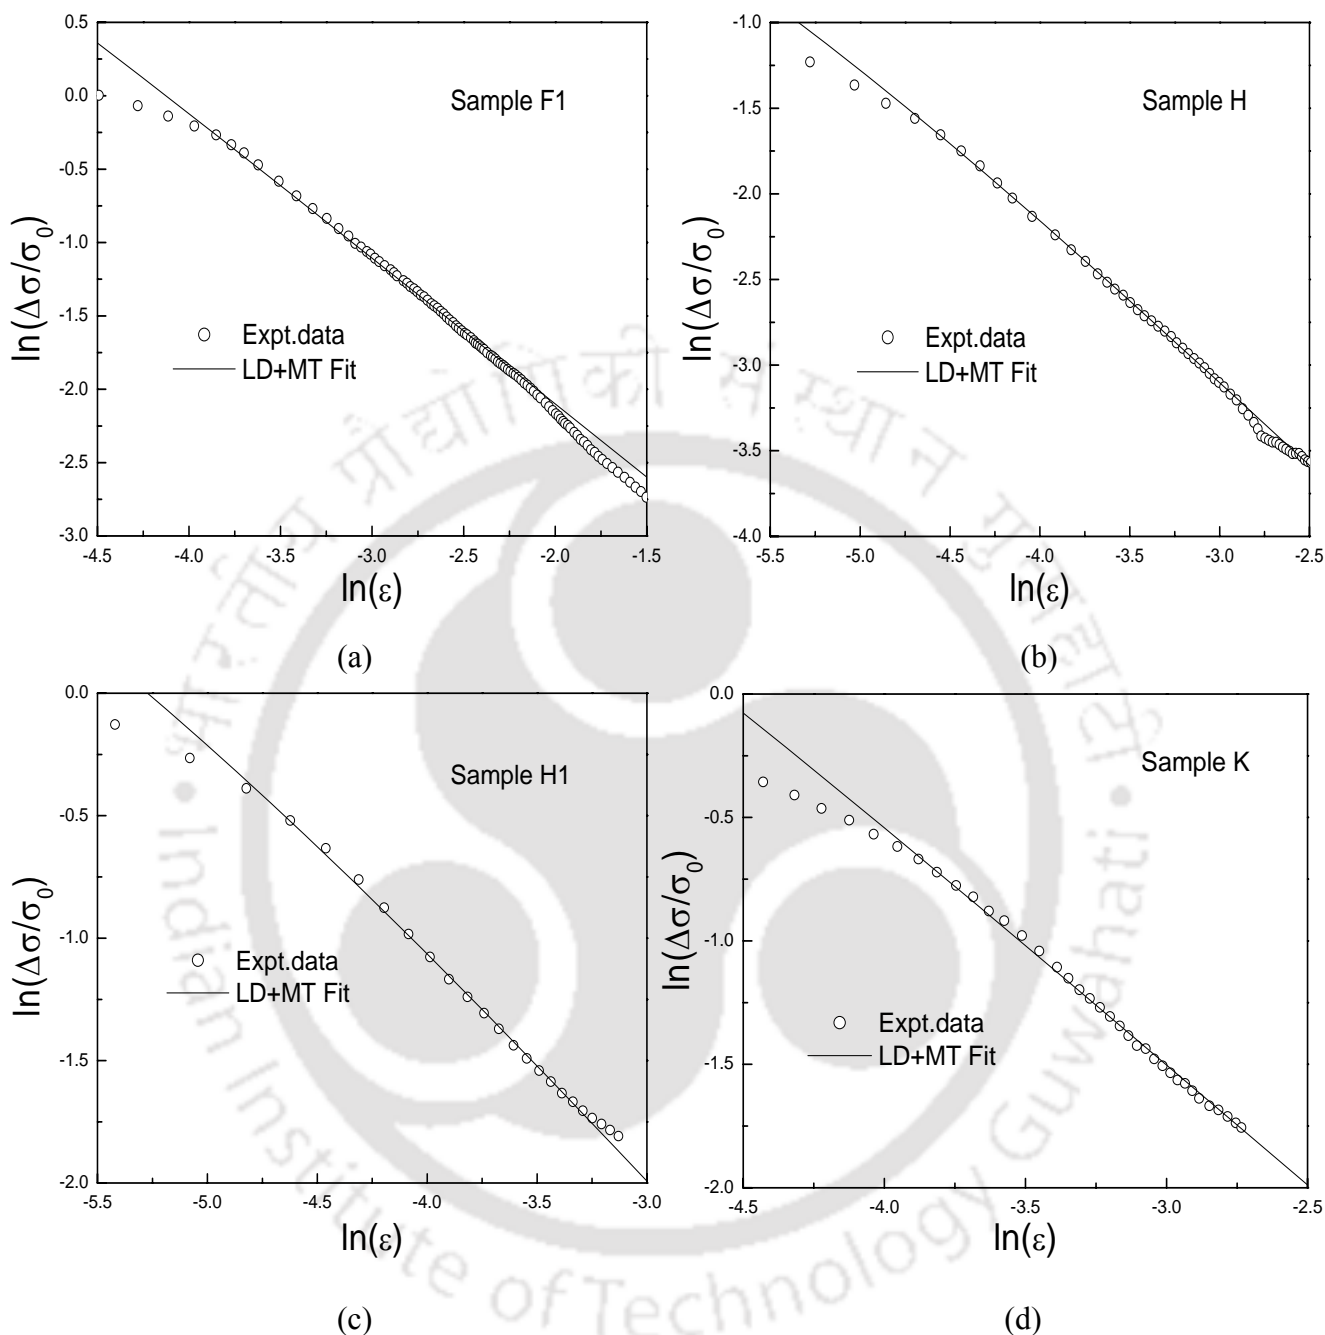 0.5
0.0
-0.5
-1.0
-1.5
-2.0
-2.5
-3.0
ln(Δσ/σ₀)
Sample F1
Expt.data
LD+MT Fit
-4.5 -4.0 -3.5 -3.0 -2.5 -2.0 -1.5
ln(ε)
(a)
-1.0
-1.5
-2.0
-2.5
-3.0
-3.5
-4.0
ln(Δσ/σ₀)
Sample H
Expt.data
LD+MT Fit
-5.5 -5.0 -4.5 -4.0 -3.5 -3.0 -2.5
ln(ε)
(b)
0.0
-0.5
-1.0
-1.5
-2.0
ln(Δσ/σ₀)
Sample H1
Expt.data
LD+MT Fit
-5.5 -5.0 -4.5 -4.0 -3.5 -3.0
ln(ε)
(c)
0.0
-0.5
-1.0
-1.5
-2.0
ln(Δσ/σ₀)
Sample K
Expt.data
LD+MT Fit
-4.5 -4.0 -3.5 -3.0 -2.5
ln(ε)
(d)
भारतीय प्रौद्योगिकी संस्थान गुवाहाटी
Indian Institute of Technology Guwahati